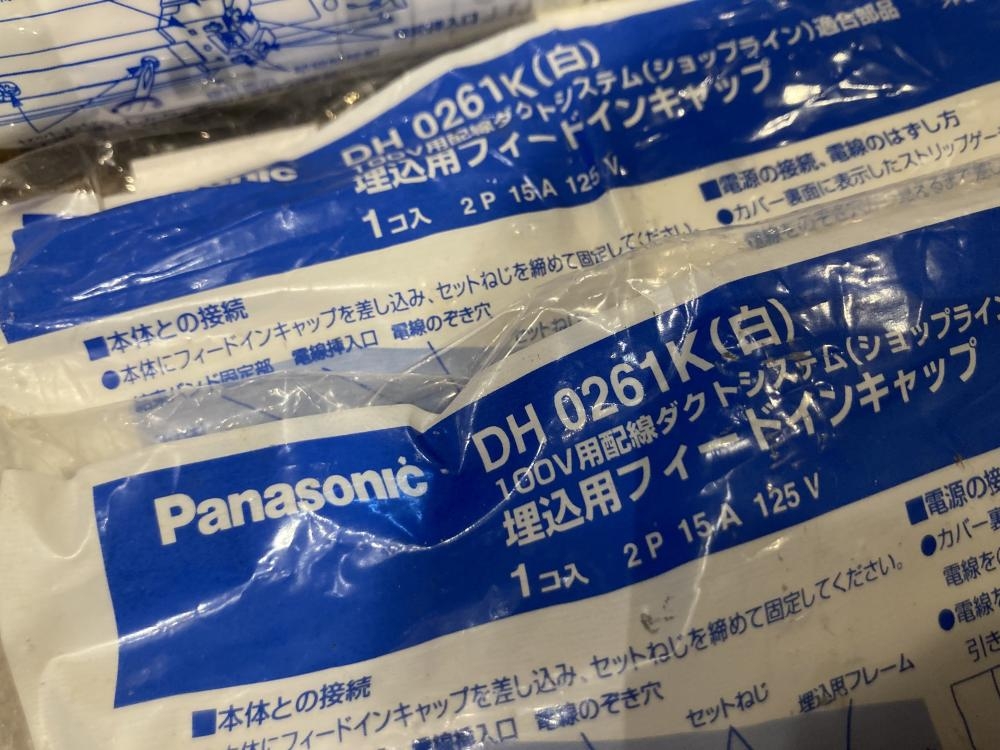 DH 0261K(白)
100V用配線ダクトシステム(ショップライン)適合部品
埋込用フィードインキャップ
1コ入 2P 15A 125V
■電源の接続、電線のはずし方
●カバー裏面に表示したストリップゲー
■本体との接続
●本体にフィードインキャップを差し込み、セットねじを締めて固定してください。
電線挿入口 電線のぞき穴
Panasonic
DH 0261K(白)
100V用配線ダクトシステム(ショップライン
埋込用フィードインキャップ
1コ入 2P 15A 125V
■電源の接
●カバー裏
電線を
●電線を
引き
■本体との接続
本体にフィードインキャップを差し込み、セットねじを締めて固定してください。
電線挿入口 電線のぞき穴 セットねじ 埋込用フレーム